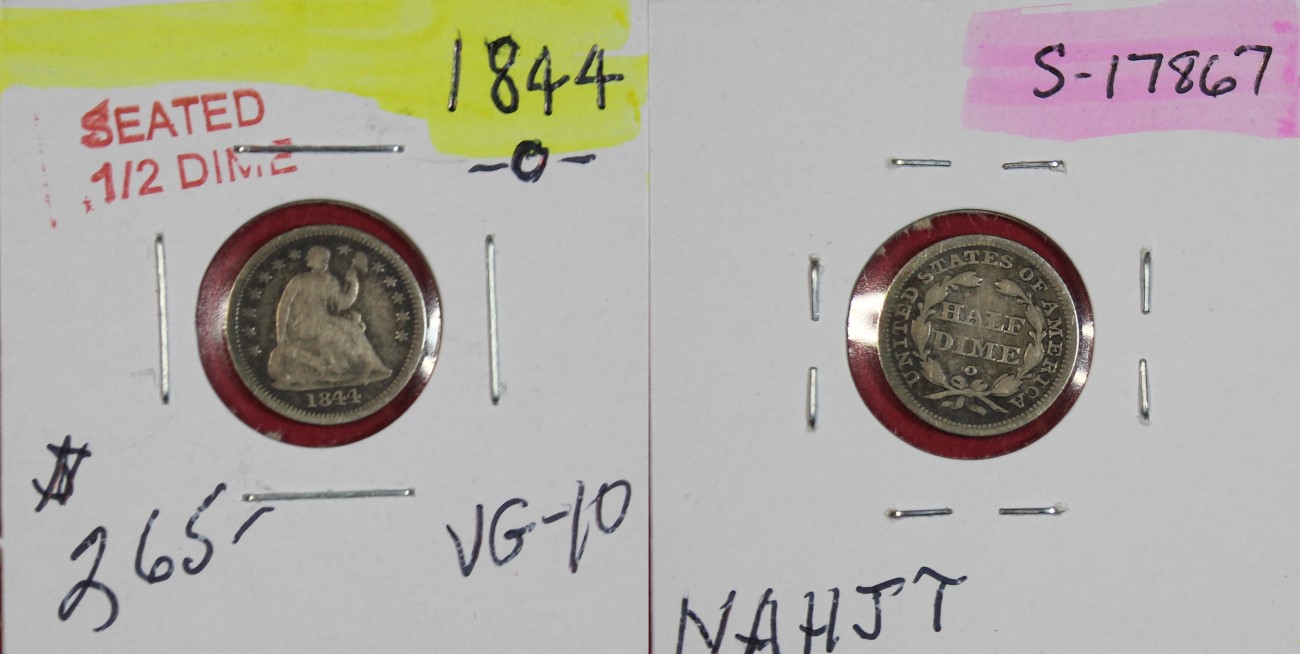 1844
-O-
SEATED
1/2 DIME
1844
$
265-
VG-10
S-17867
UNITED STATES OF AMERICA
HALF
DIME
O
NAHJT